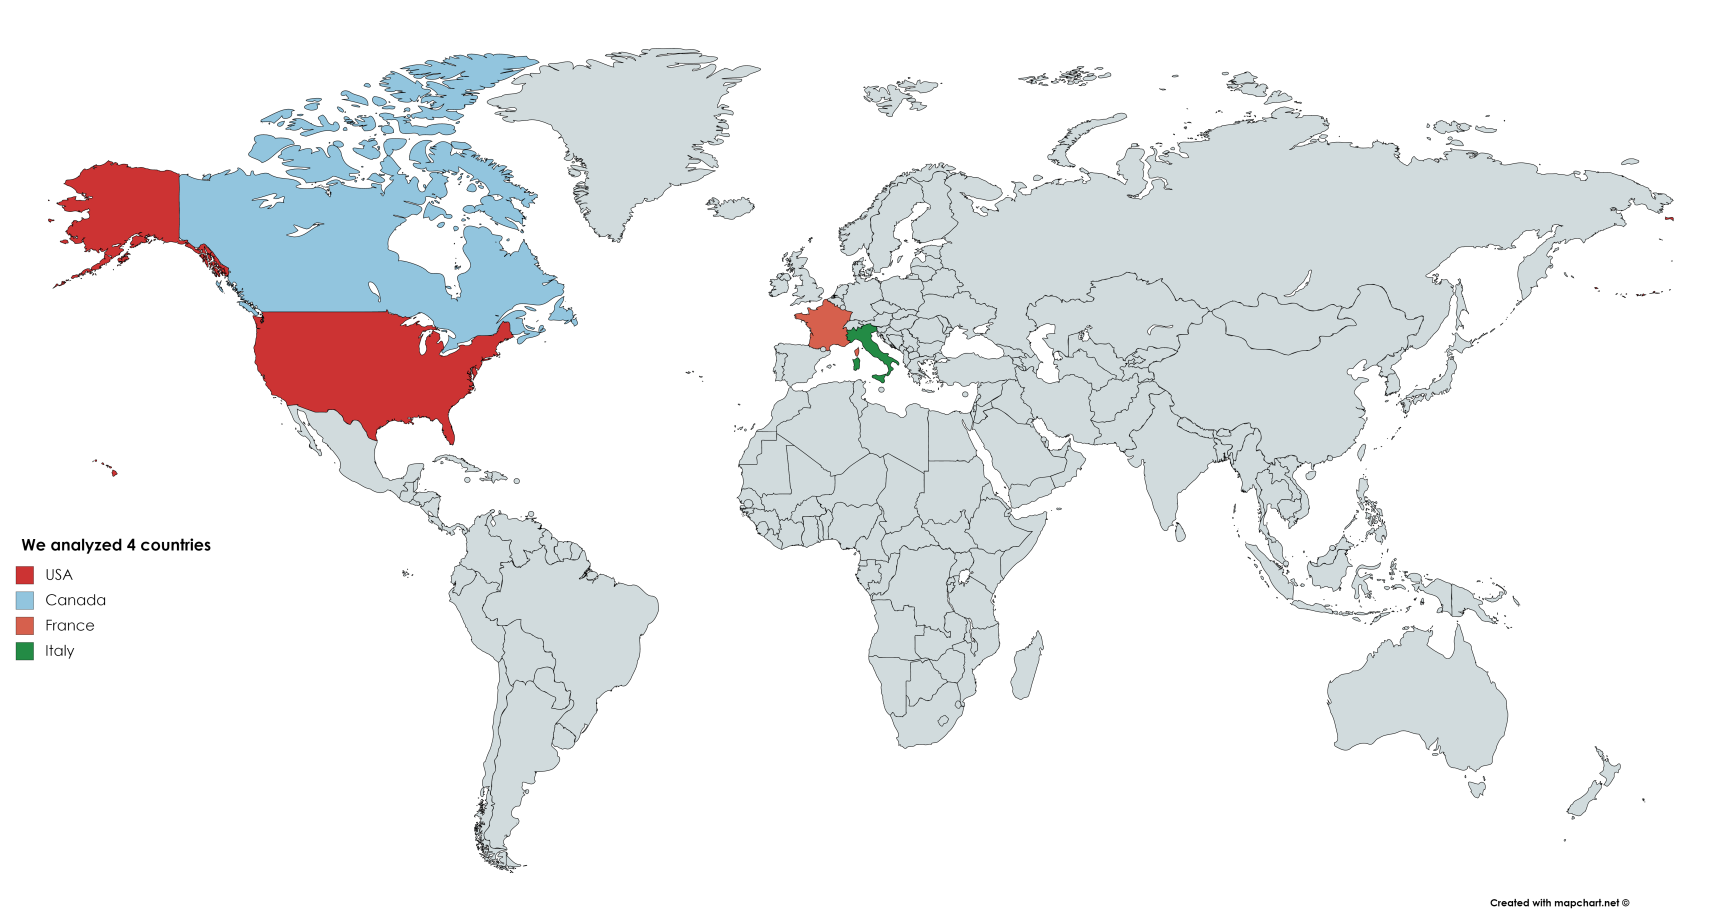 We analyzed 4 countries
USA
Canada
France
Italy
Created with mapchart.net ©